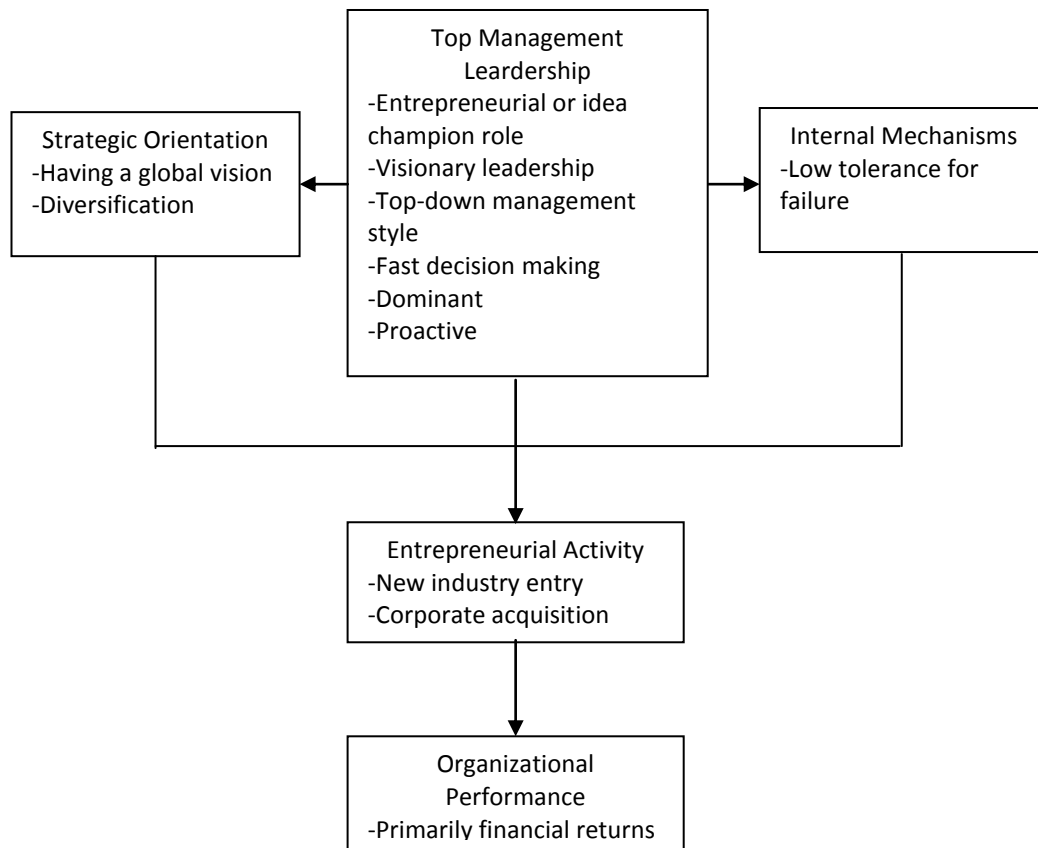 Top Management
Leardership
-Entrepreneurial or idea
champion role
-Visionary leadership
-Top-down management
style
-Fast decision making
-Dominant
-Proactive
Strategic Orientation
-Having a global vision
-Diversification
Internal Mechanisms
-Low tolerance for
failure
Entrepreneurial Activity
-New industry entry
-Corporate acquisition
Organizational
Performance
-Primarily financial returns